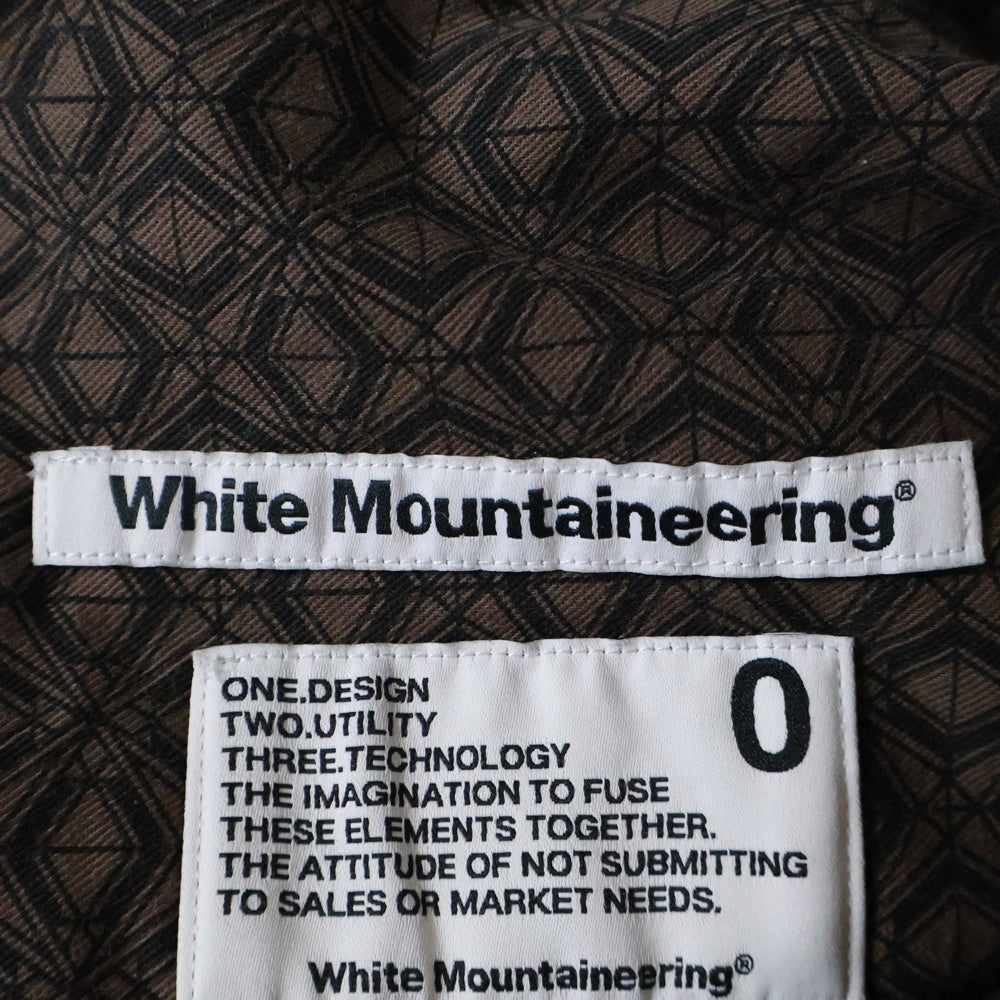 White Mountaineering®
0
ONE.DESIGN
TWO.UTILITY
THREE.TECHNOLOGY
THE IMAGINATION TO FUSE
THESE ELEMENTS TOGETHER.
THE ATTITUDE OF NOT SUBMITTING
TO SALES OR MARKET NEEDS.
White Mountaineering®